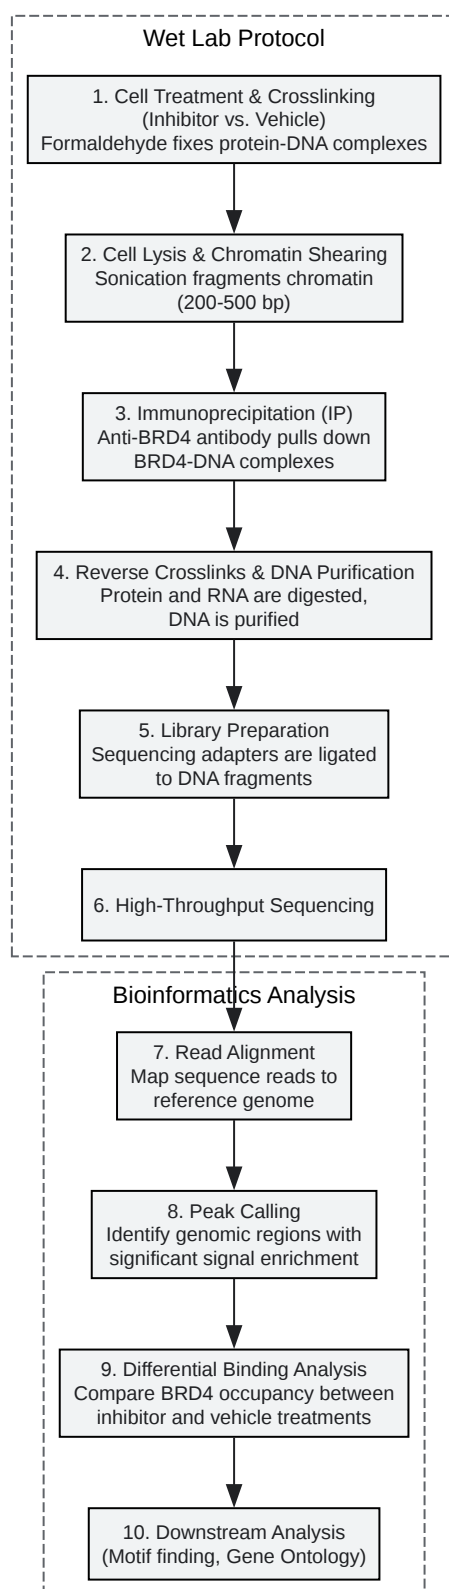 Wet Lab Protocol
1. Cell Treatment & Crosslinking
(Inhibitor vs. Vehicle)
Formaldehyde fixes protein-DNA complexes
2. Cell Lysis & Chromatin Shearing
Sonication fragments chromatin
(200-500 bp)
3. Immunoprecipitation (IP)
Anti-BRD4 antibody pulls down
BRD4-DNA complexes
4. Reverse Crosslinks & DNA Purification
Protein and RNA are digested,
DNA is purified
5. Library Preparation
Sequencing adapters are ligated
to DNA fragments
6. High-Throughput Sequencing
Bioinformatics Analysis
7. Read Alignment
Map sequence reads to
reference genome
8. Peak Calling
Identify genomic regions with
significant signal enrichment
9. Differential Binding Analysis
Compare BRD4 occupancy between
inhibitor and vehicle treatments
10. Downstream Analysis
(Motif finding, Gene Ontology)